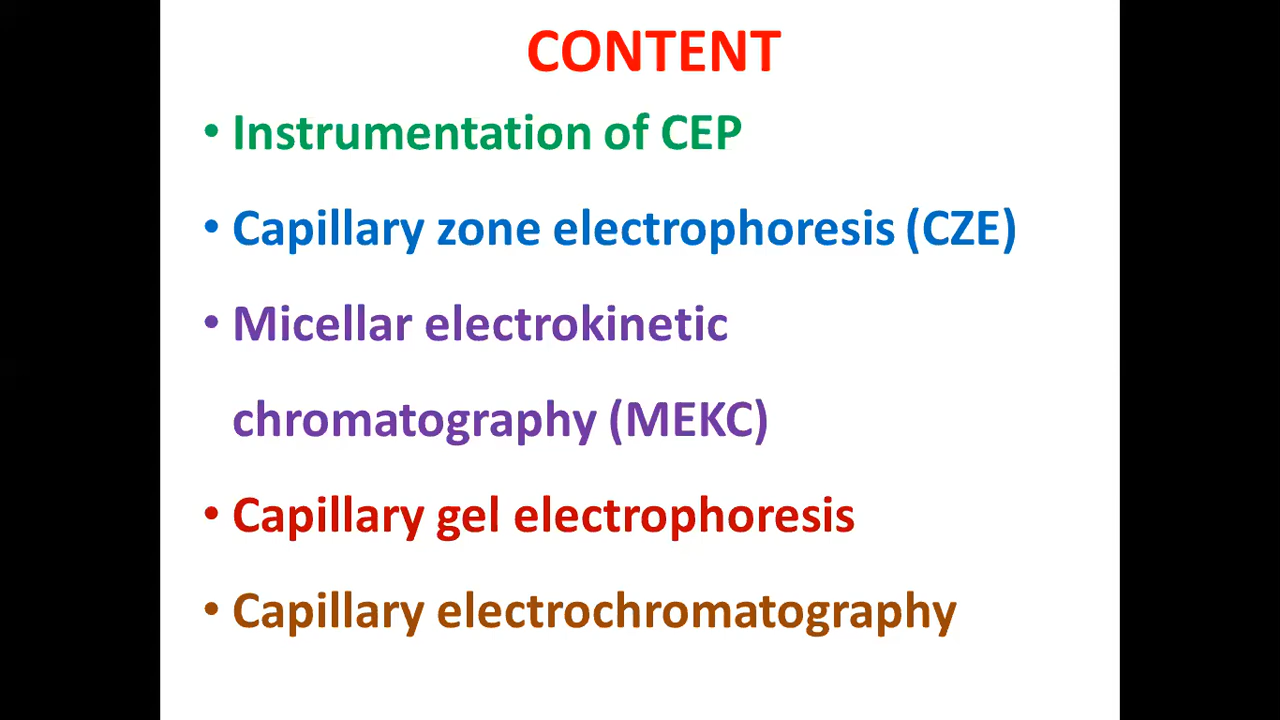 CONTENT
• Instrumentation of CEP
• Capillary zone electrophoresis (CZE)
• Micellar electrokinetic
chromatography (MEKC)
• Capillary gel electrophoresis
• Capillary electrochromatography